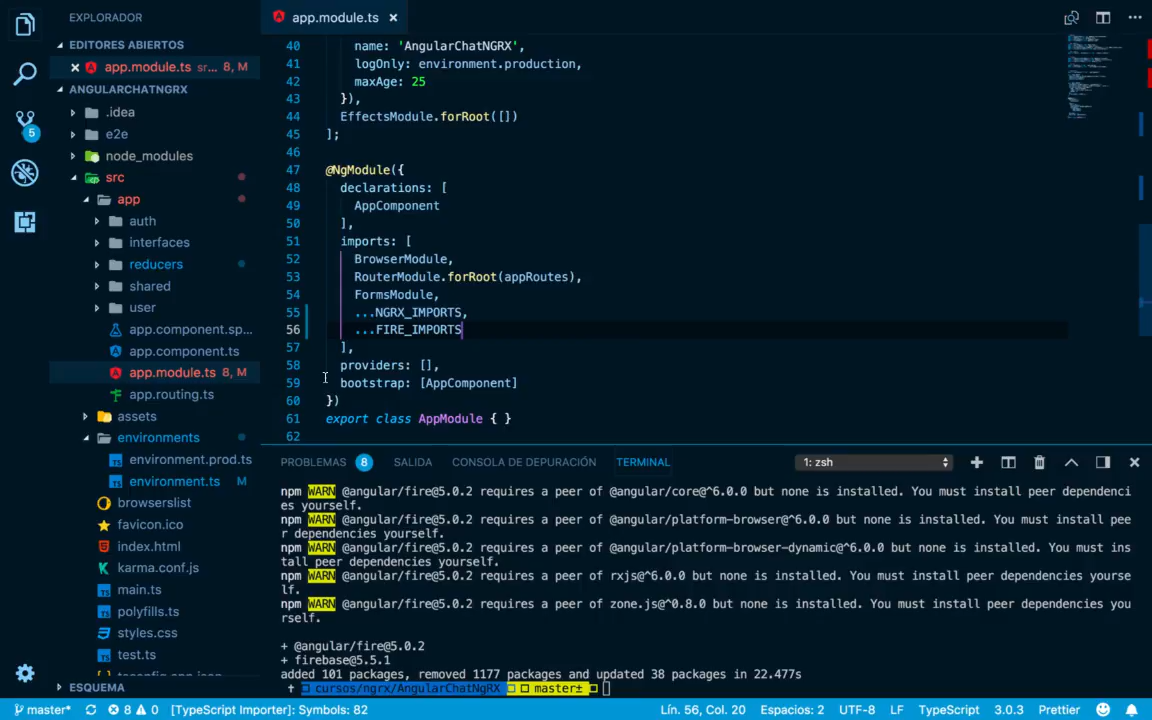 EXPLORADOR
EDITORES ABIERTOS
app.module.ts sr... 8, M
ANGULARCHATNGRX
.idea
e2e
node_modules
src
app
auth
interfaces
reducers
shared
user
app.component.sp...
app.component.ts
app.module.ts 8, M
app.routing.ts
assets
environments
environment.prod.ts
environment.ts M
browserslist
favicon.ico
index.html
karma.conf.js
main.ts
polyfills.ts
styles.css
test.ts
tsconfig.app.json
ESQUEMA
5
app.module.ts
40 name: 'AngularChatNGRX',
41 logOnly: environment.production,
42 maxAge: 25
43 }),
44 EffectsModule.forRoot([])
45 ];
46
47 @NgModule({
48 declarations: [
49 AppComponent
50 ],
51 imports: [
52 BrowserModule,
53 RouterModule.forRoot(appRoutes),
54 FormsModule,
55 ...NGRX_IMPORTS,
56 ...FIRE_IMPORTS
57 ],
58 providers: [],
59 bootstrap: [AppComponent]
60 })
61 export class AppModule { }
62
PROBLEMAS 8 SALIDA CONSOLA DE DEPURACIÓN TERMINAL 1: zsh
npm WARN @angular/fire@5.0.2 requires a peer of @angular/core@^6.0.0 but none is installed. You must install peer dependenci
es yourself.
npm WARN @angular/fire@5.0.2 requires a peer of @angular/platform-browser@^6.0.0 but none is installed. You must install pee
r dependencies yourself.
npm WARN @angular/fire@5.0.2 requires a peer of @angular/platform-browser-dynamic@^6.0.0 but none is installed. You must ins
tall peer dependencies yourself.
npm WARN @angular/fire@5.0.2 requires a peer of rxjs@^6.0.0 but none is installed. You must install peer dependencies yourse
lf.
npm WARN @angular/fire@5.0.2 requires a peer of zone.js@^0.8.0 but none is installed. You must install peer dependencies you
rself.
+ @angular/fire@5.0.2
+ firebase@5.5.1
added 101 packages, removed 1177 packages and updated 38 packages in 22.477s
cursos/ngrx/AngularChatNgRX master±
master* 8 0 [TypeScript Importer]: Symbols: 82 Lín. 56, Col. 20 Espacios: 2 UTF-8 LF TypeScript 3.0.3 Prettier